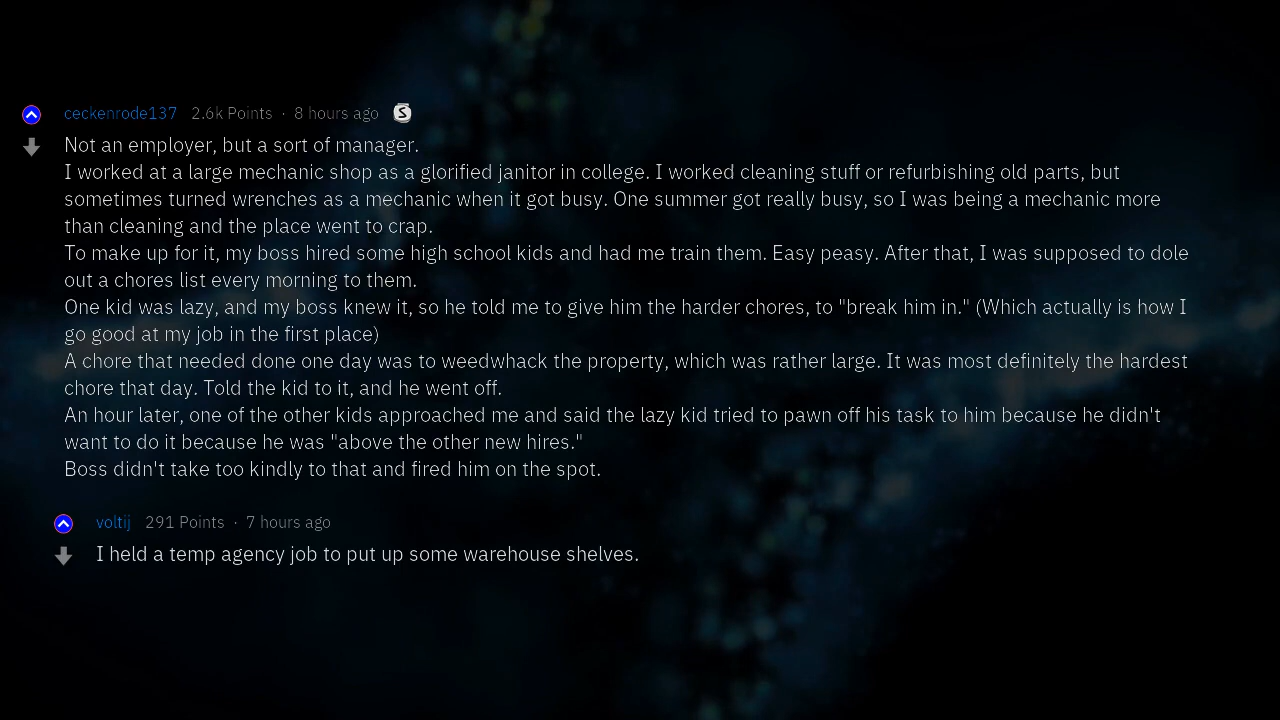 ceckenrode137 2.6k Points · 8 hours ago S
Not an employer, but a sort of manager.
I worked at a large mechanic shop as a glorified janitor in college. I worked cleaning stuff or refurbishing old parts, but
sometimes turned wrenches as a mechanic when it got busy. One summer got really busy, so I was being a mechanic more
than cleaning and the place went to crap.
To make up for it, my boss hired some high school kids and had me train them. Easy peasy. After that, I was supposed to dole
out a chores list every morning to them.
One kid was lazy, and my boss knew it, so he told me to give him the harder chores, to "break him in." (Which actually is how I
go good at my job in the first place)
A chore that needed done one day was to weedwhack the property, which was rather large. It was most definitely the hardest
chore that day. Told the kid to it, and he went off.
An hour later, one of the other kids approached me and said the lazy kid tried to pawn off his task to him because he didn't
want to do it because he was "above the other new hires."
Boss didn't take too kindly to that and fired him on the spot.
voltij 291 Points · 7 hours ago
I held a temp agency job to put up some warehouse shelves.